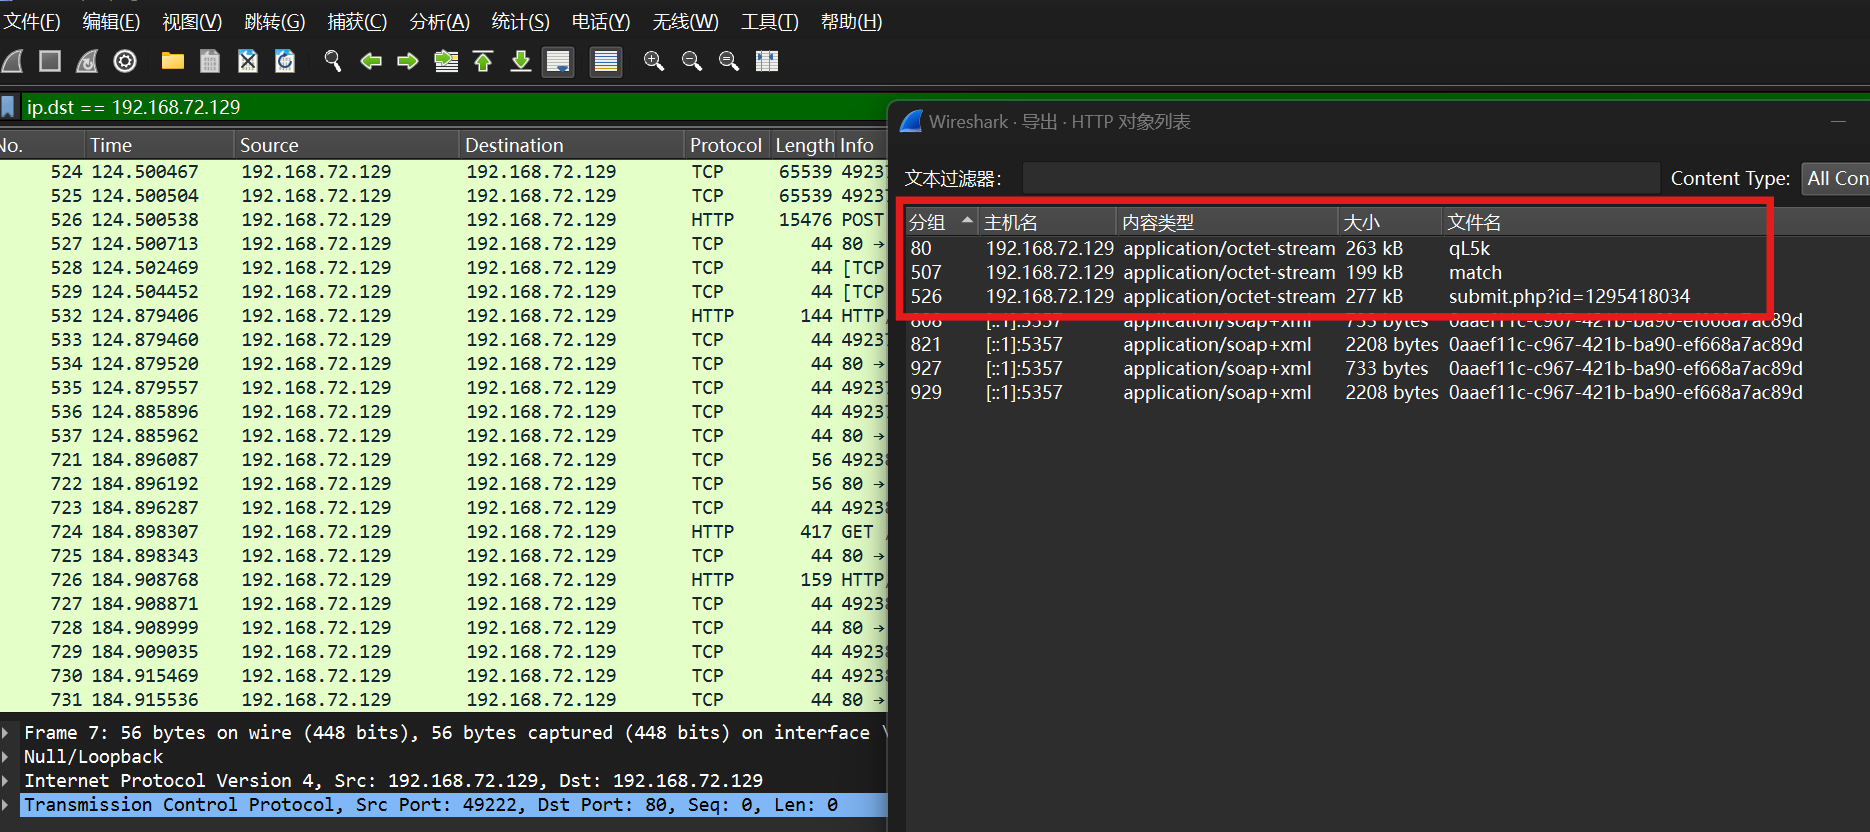 文件(F) 编辑(E) 视图(V) 跳转(G) 捕获(C) 分析(A) 统计(S) 电话(Y) 无线(W) 工具(T) 帮助(H)
ip.dst == 192.168.72.129
No. Time Source Destination Protocol Length Info
524 124.500467 192.168.72.129 192.168.72.129 TCP 65539 49237
525 124.500504 192.168.72.129 192.168.72.129 TCP 65539 49237
526 124.500538 192.168.72.129 192.168.72.129 HTTP 15476 POST
527 124.500713 192.168.72.129 192.168.72.129 TCP 44 80 →
528 124.502469 192.168.72.129 192.168.72.129 TCP 44 [TCP
529 124.504452 192.168.72.129 192.168.72.129 TCP 44 [TCP
532 124.879406 192.168.72.129 192.168.72.129 HTTP 144 HTTP/
533 124.879460 192.168.72.129 192.168.72.129 TCP 44 49237
534 124.879520 192.168.72.129 192.168.72.129 TCP 44 80 →
535 124.879557 192.168.72.129 192.168.72.129 TCP 44 49237
536 124.885896 192.168.72.129 192.168.72.129 TCP 44 49237
537 124.885962 192.168.72.129 192.168.72.129 TCP 44 80 →
721 184.896087 192.168.72.129 192.168.72.129 TCP 56 49238
722 184.896192 192.168.72.129 192.168.72.129 TCP 56 80 →
723 184.896287 192.168.72.129 192.168.72.129 TCP 44 49238
724 184.898307 192.168.72.129 192.168.72.129 HTTP 417 GET /
725 184.898343 192.168.72.129 192.168.72.129 TCP 44 80 →
726 184.908768 192.168.72.129 192.168.72.129 HTTP 159 HTTP/
727 184.908871 192.168.72.129 192.168.72.129 TCP 44 49238
728 184.908999 192.168.72.129 192.168.72.129 TCP 44 80 →
729 184.909035 192.168.72.129 192.168.72.129 TCP 44 49238
730 184.915469 192.168.72.129 192.168.72.129 TCP 44 49238
731 184.915536 192.168.72.129 192.168.72.129 TCP 44 80 →
Frame 7: 56 bytes on wire (448 bits), 56 bytes captured (448 bits) on interface \
Null/Loopback
Internet Protocol Version 4, Src: 192.168.72.129, Dst: 192.168.72.129
Transmission Control Protocol, Src Port: 49222, Dst Port: 80, Seq: 0, Len: 0
Wireshark · 导出 · HTTP 对象列表
文本过滤器: Content Type: All Con
分组 主机名 内容类型 大小 文件名
80 192.168.72.129 application/octet-stream 263 kB qL5k
507 192.168.72.129 application/octet-stream 199 kB match
526 192.168.72.129 application/octet-stream 277 kB submit.php?id=1295418034
808 [::1]:5357 application/soap+xml 733 bytes 0aaef11c-c967-421b-ba90-ef668a7ac89d
821 [::1]:5357 application/soap+xml 2208 bytes 0aaef11c-c967-421b-ba90-ef668a7ac89d
927 [::1]:5357 application/soap+xml 733 bytes 0aaef11c-c967-421b-ba90-ef668a7ac89d
929 [::1]:5357 application/soap+xml 2208 bytes 0aaef11c-c967-421b-ba90-ef668a7ac89d